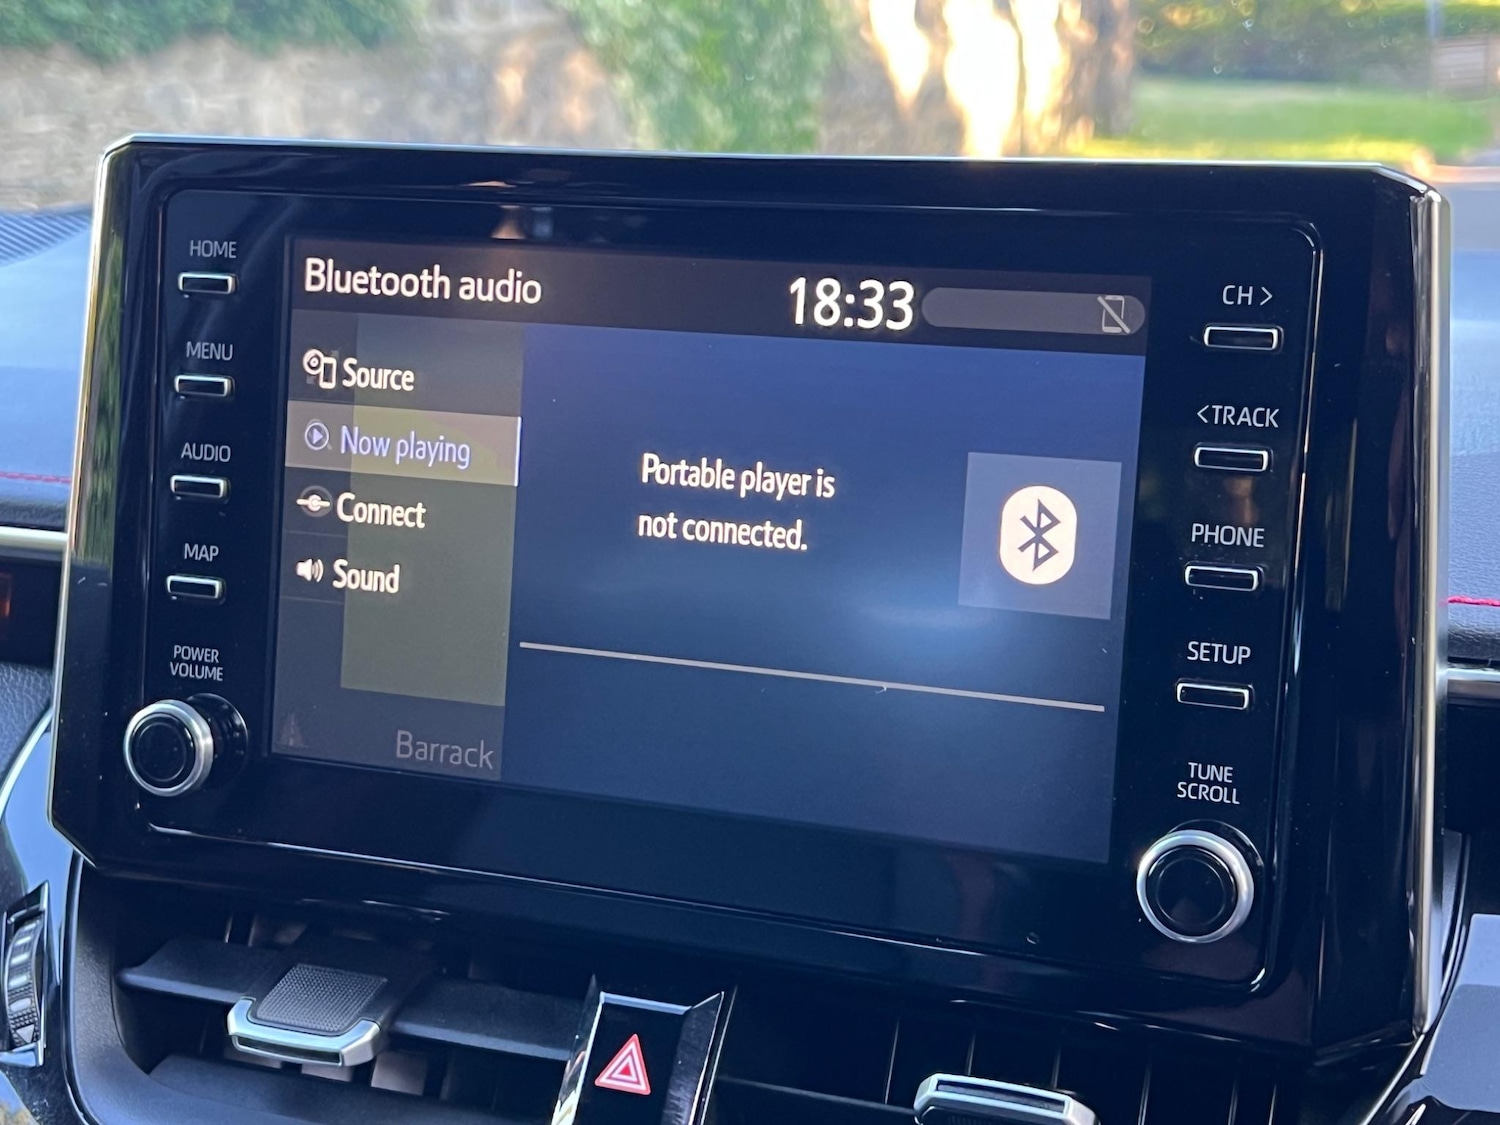 HOME
MENU
AUDIO
MAP
POWER
VOLUME
Bluetooth audio
18:33
Source
Now playing
Connect
Sound
Barrack
Portable player is
not connected.
CH >
<TRACK
PHONE
SETUP
TUNE
SCROLL